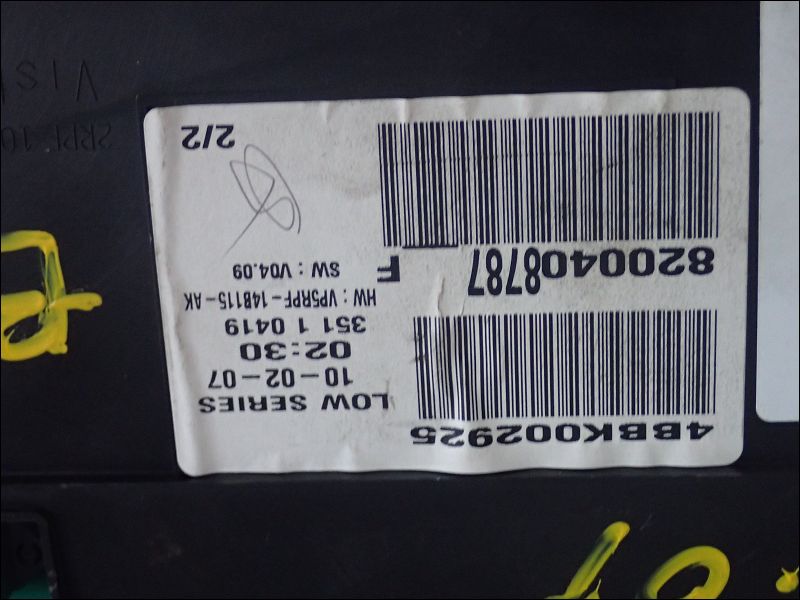 4BBK002925
LOW SERIES
10-02-07
02:30
351 1 0419
HW : VP5RPF-14B115-AK
SW : V04.09
8200408787 F
2/2